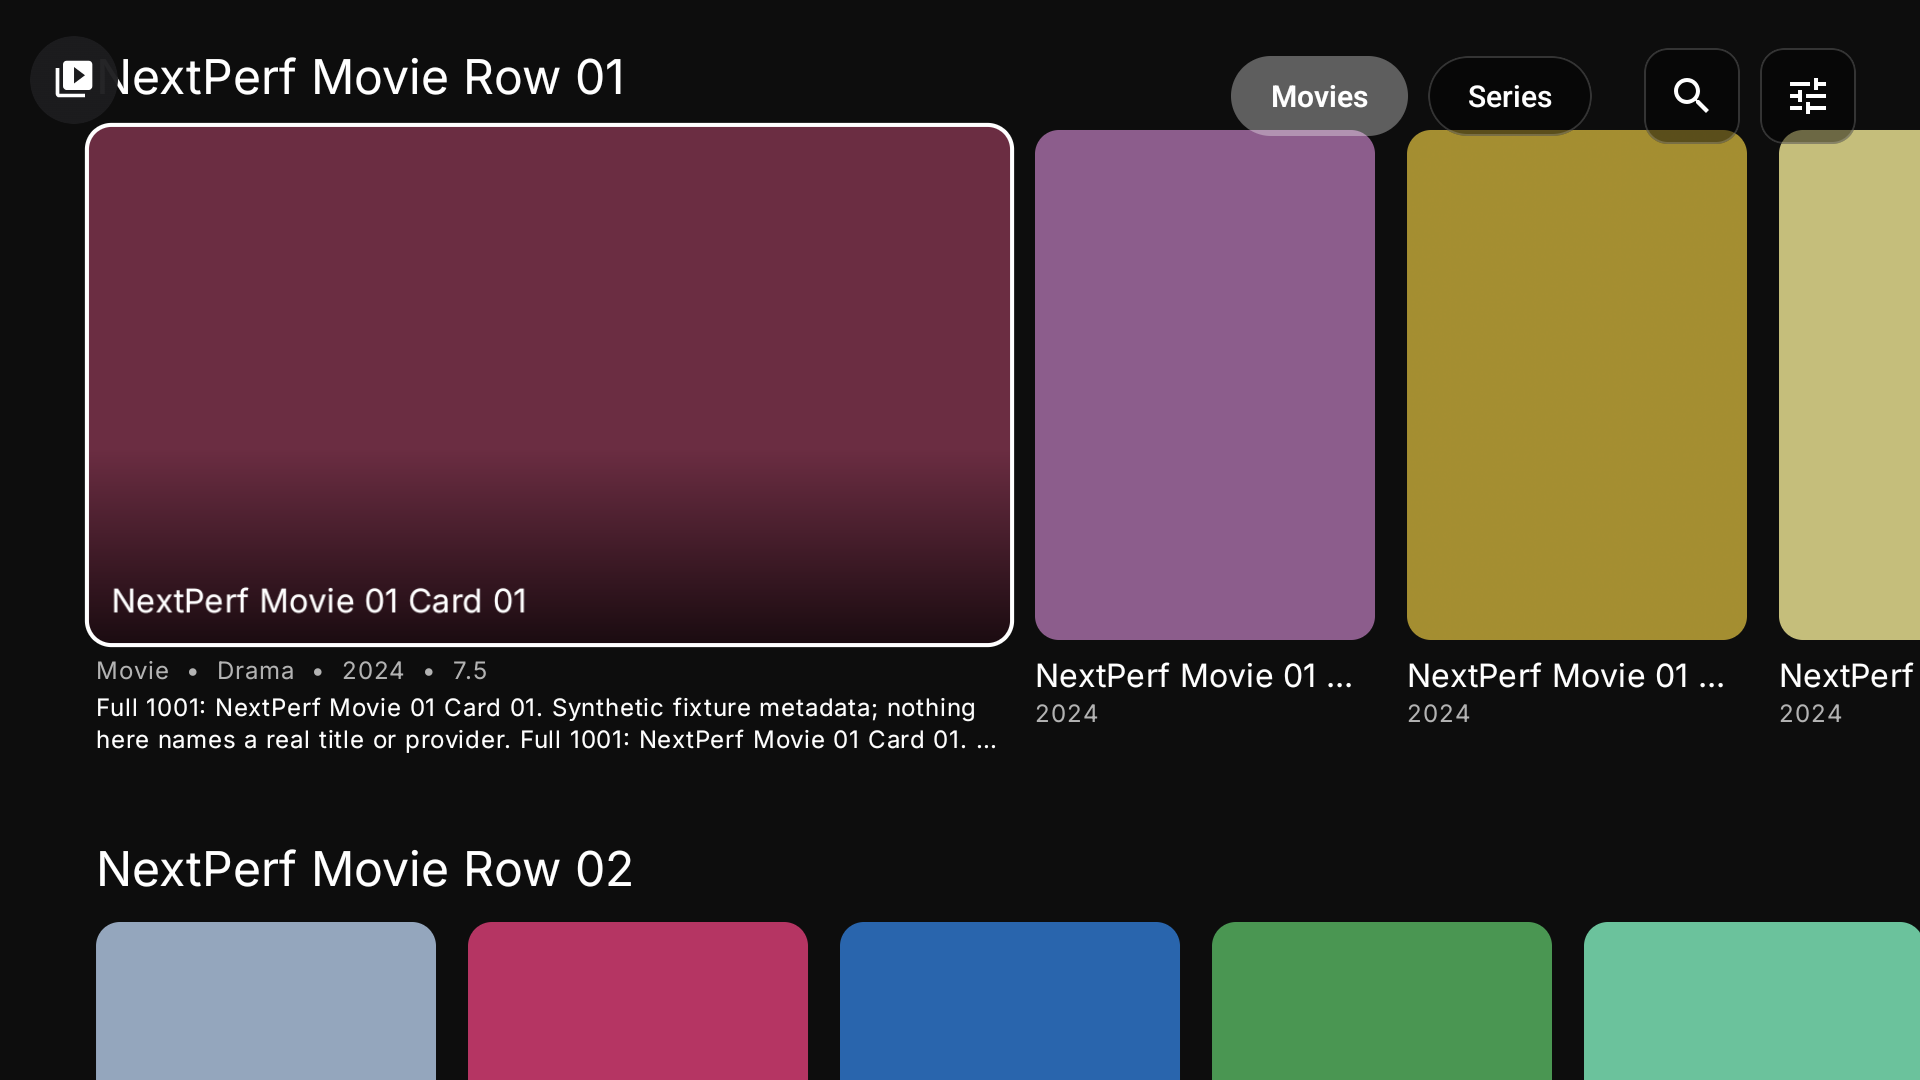 NextPerf Movie Row 01
Movies
Series
NextPerf Movie 01 Card 01
Movie • Drama • 2024 • 7.5
Full 1001: NextPerf Movie 01 Card 01. Synthetic fixture metadata; nothing
here names a real title or provider. Full 1001: NextPerf Movie 01 Card 01. ...
NextPerf Movie 01 ...
2024
NextPerf Movie 01 ...
2024
NextPerf
2024
NextPerf Movie Row 02